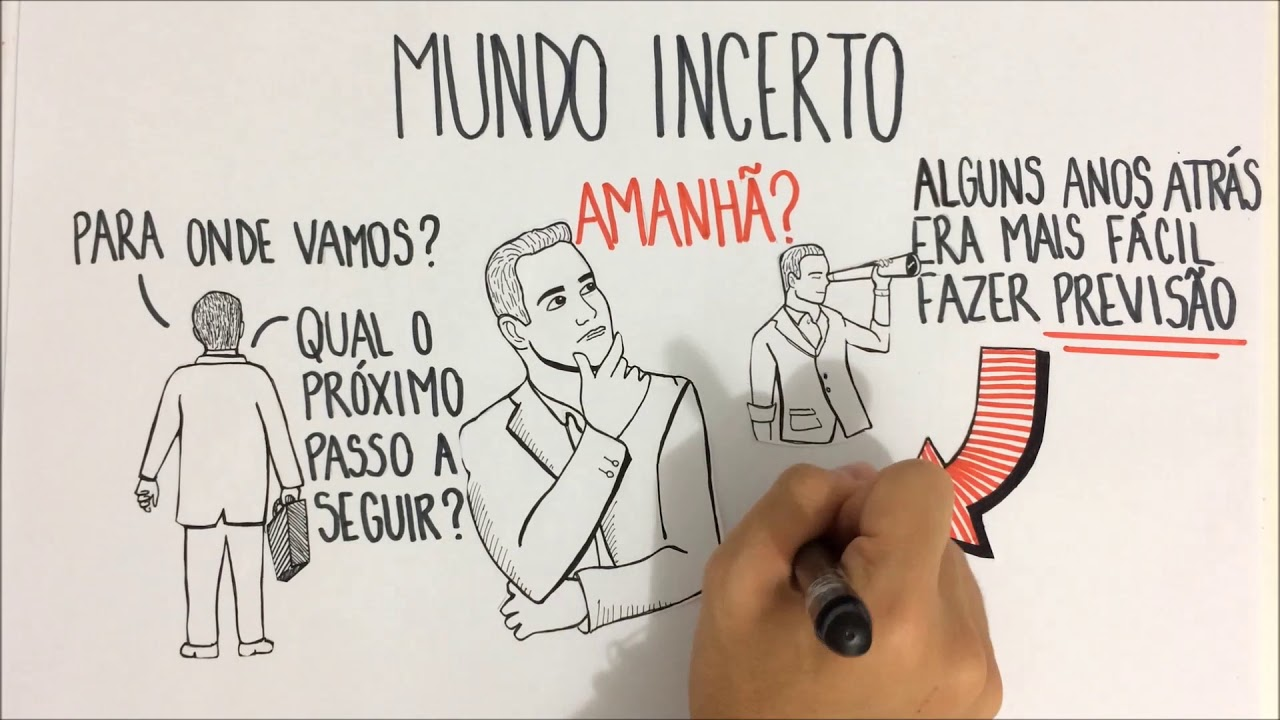 MUNDO INCERTO
PARA ONDE VAMOS?
QUAL O
PRÓXIMO
PASSO A
SEGUIR?
AMANHÃ?
ALGUNS ANOS ATRÁS
ERA MAIS FÁCIL
FAZER PREVISÃO